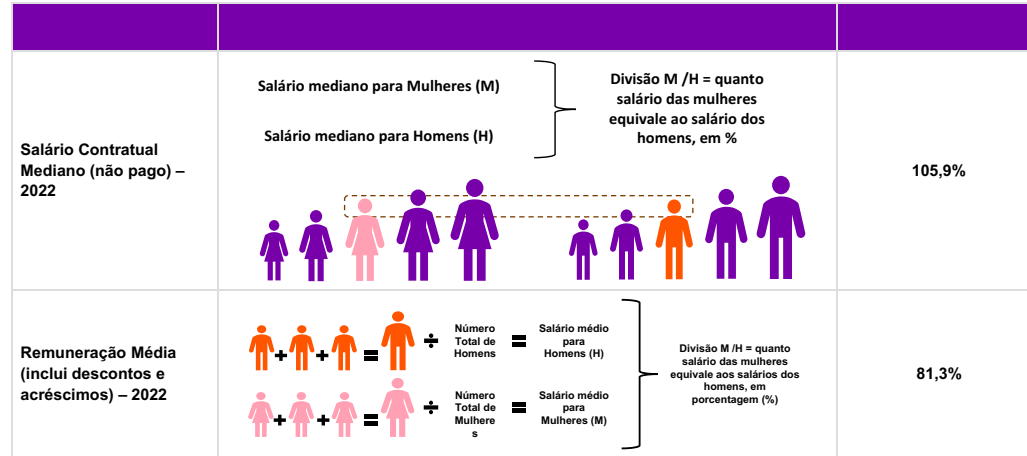 Salário Contratual
Mediano (não pago) –
2022
Salário mediano para Mulheres (M)
Salário mediano para Homens (H)
Divisão M /H = quanto
salário das mulheres
equivale ao salário dos
homens, em %
105,9%
Remuneração Média
(inclui descontos e
acréscimos) – 2022
+ + = ÷
Número
Total de
Homens
=
Salário médio
para
Homens (H)
+ + = ÷
Número
Total de
Mulhere
s
=
Salário médio
para
Mulheres (M)
Divisão M /H = quanto
salário das mulheres
equivale aos salários dos
homens, em
porcentagem (%)
81,3%